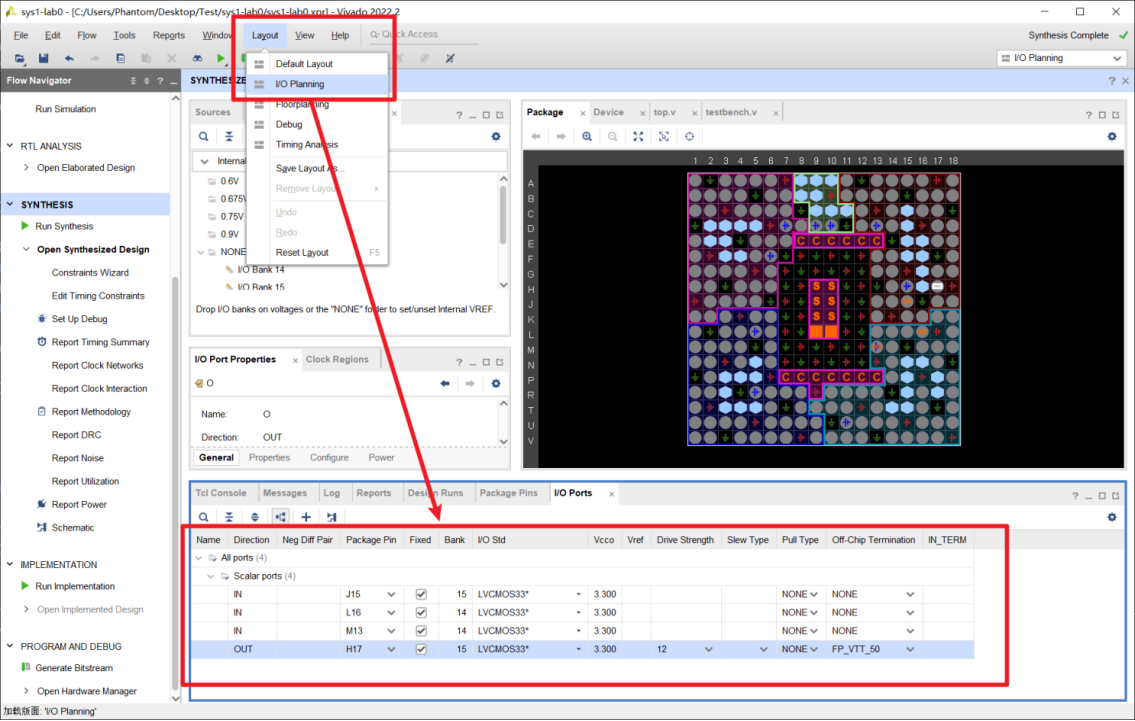 sys1-lab0 - [C:/Users/Phantom/Desktop/Test/sys1-lab0/sys1-lab0.xpr] - Vivado 2022.2
File Edit Flow Tools Reports Window Layout View Help Quick Access Synthesis Complete
I/O Planning
Flow Navigator
Run Simulation
RTL ANALYSIS
Open Elaborated Design
SYNTHESIS
Run Synthesis
Open Synthesized Design
Constraints Wizard
Edit Timing Constraints
Set Up Debug
Report Timing Summary
Report Clock Networks
Report Clock Interaction
Report Methodology
Report DRC
Report Noise
Report Utilization
Report Power
Schematic
IMPLEMENTATION
Run Implementation
Open Implemented Design
PROGRAM AND DEBUG
Generate Bitstream
Open Hardware Manager
加载版面: 'I/O Planning'
SYNTHESIZE
Default Layout
I/O Planning
Floorplanning
Debug
Timing Analysis
Save Layout As...
Remove Layout
Undo
Redo
Reset Layout F5
Sources
Internal
0.6V
0.675V
0.75V
0.9V
NONE
I/O Bank 14
I/O Bank 15
Drop I/O banks on voltages or the "NONE" folder to set/unset Internal VREF.
I/O Port Properties Clock Regions
O
Name: O
Direction: OUT
General Properties Configure Power
Package Device top.v testbench.v
1 2 3 4 5 6 7 8 9 10 11 12 13 14 15 16 17 18
A
B
C
D
E
C C C C C C
F
G
H
S S
J
S S
K
S S
L
M
N
P
C C C C C C C
R
T
U
V
Tcl Console Messages Log Reports Design Runs Package Pins I/O Ports
Name Direction Neg Diff Pair Package Pin Fixed Bank I/O Std Vcco Vref Drive Strength Slew Type Pull Type Off-Chip Termination IN_TERM
All ports (4)
Scalar ports (4)
IN J15 15 LVCMOS33* 3.300 NONE NONE
IN L16 14 LVCMOS33* 3.300 NONE NONE
IN M13 14 LVCMOS33* 3.300 NONE NONE
OUT H17 15 LVCMOS33* 3.300 12 NONE FP_VTT_50